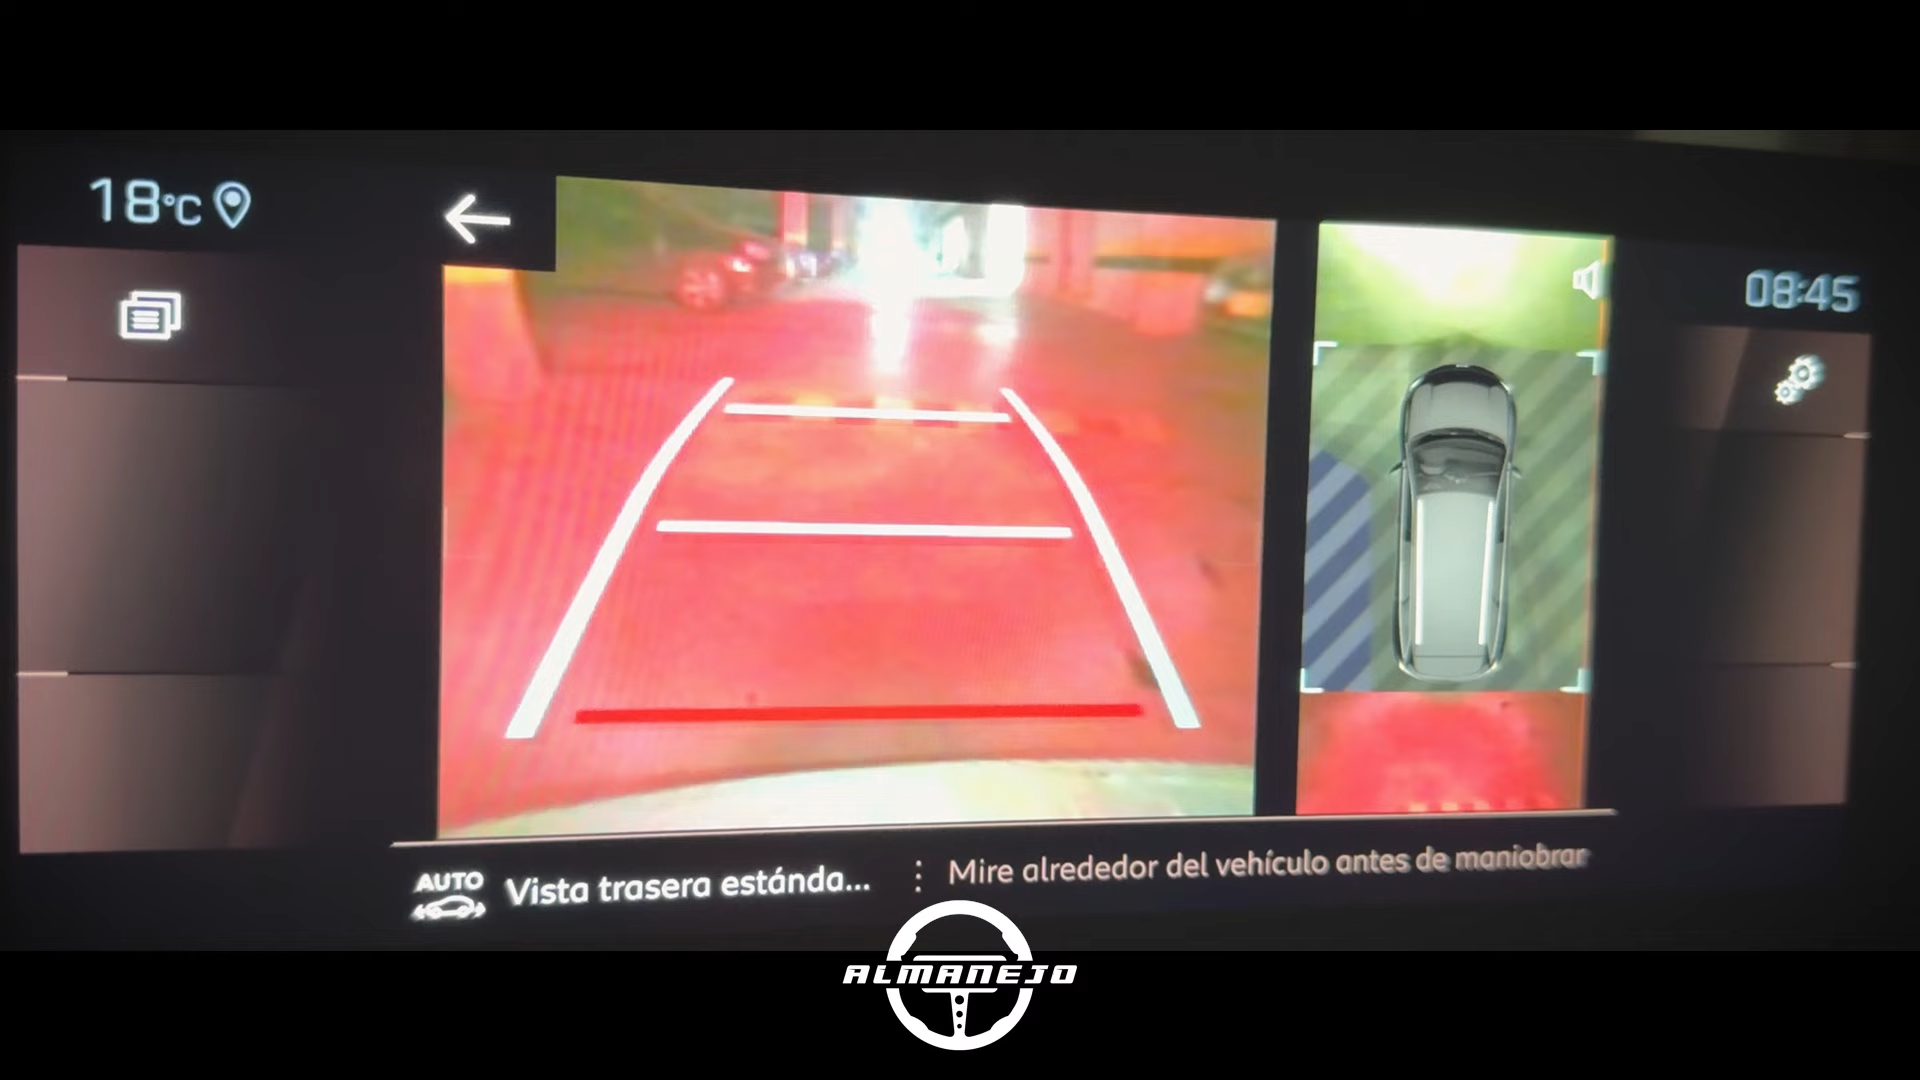 18°C
08:45
AUTO
Vista trasera estánda...
Mire alrededor del vehículo antes de maniobrar
ALMANEJO